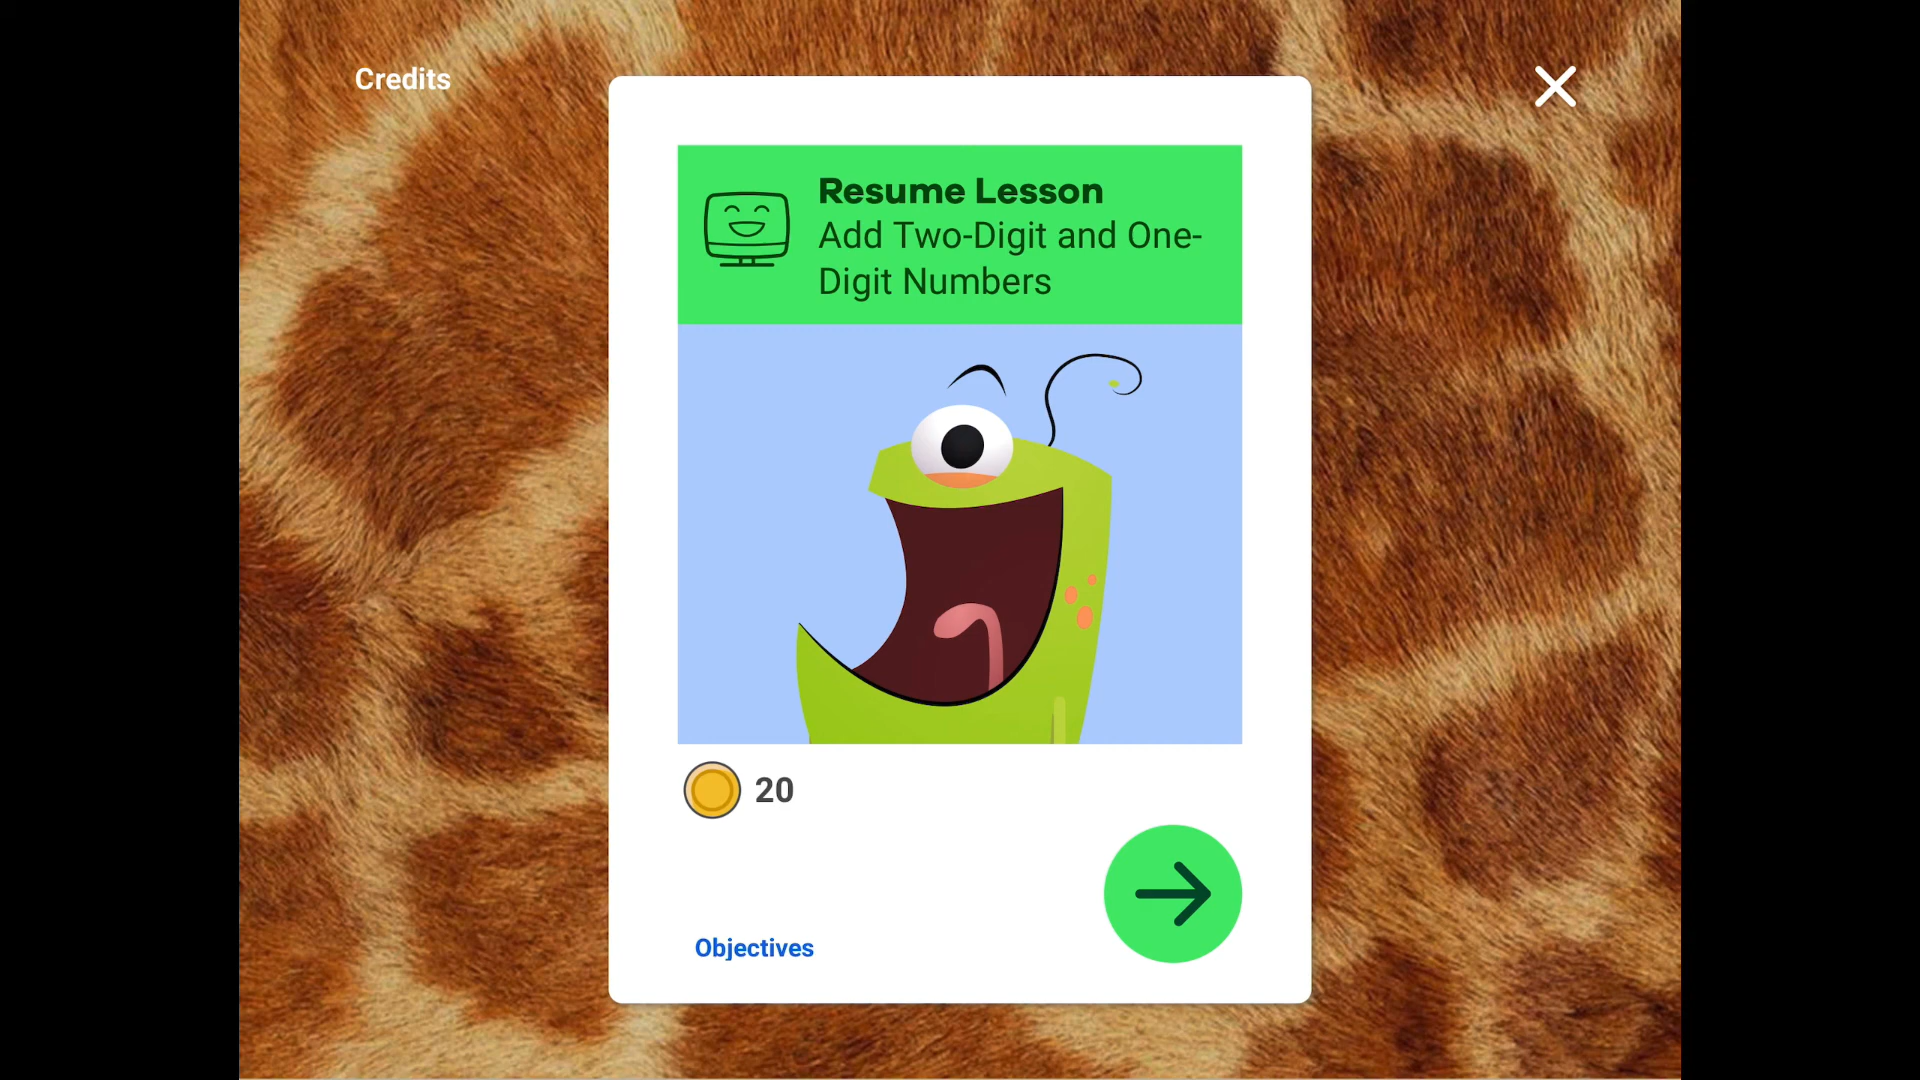 Credits
Resume Lesson
Add Two-Digit and One-
Digit Numbers
20
Objectives